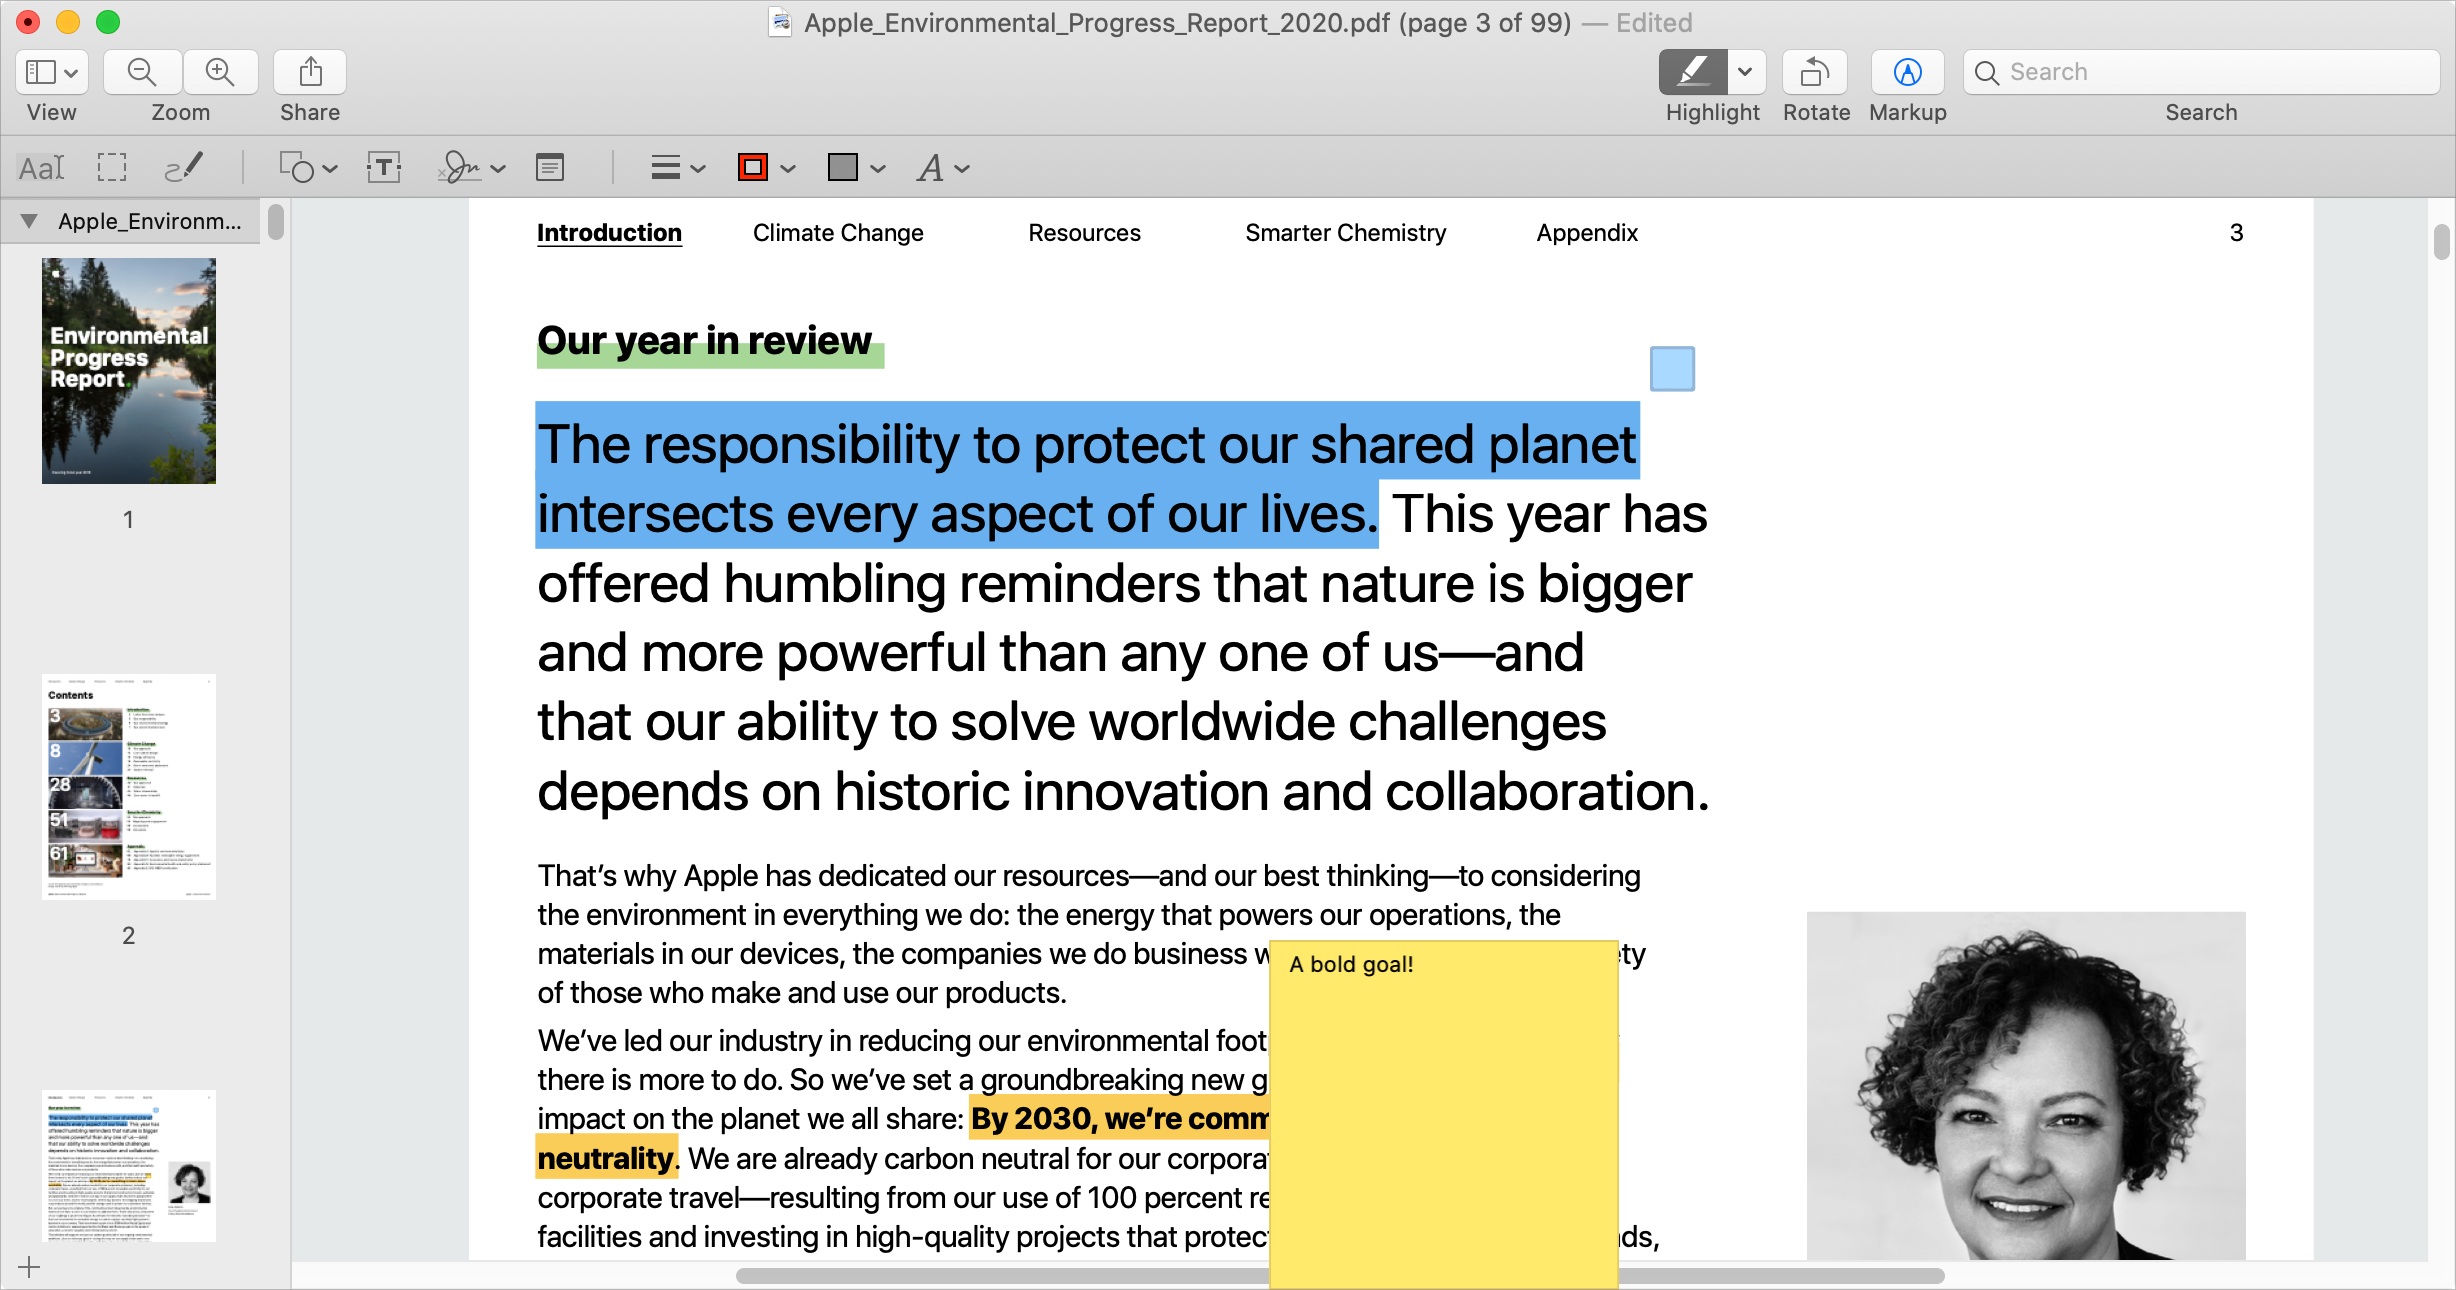 Apple_Environmental_Progress_Report_2020.pdf (page 3 of 99) — Edited
View
Zoom
Share
Highlight
Rotate
Markup
Search
Search
Aa
T
A
Apple_Environm...
Environmental
Progress
Report.
1
Contents
3
8
28
51
61
2
Introduction
Climate Change
Resources
Smarter Chemistry
Appendix
3
Our year in review
The responsibility to protect our shared planet
intersects every aspect of our lives. This year has
offered humbling reminders that nature is bigger
and more powerful than any one of us—and
that our ability to solve worldwide challenges
depends on historic innovation and collaboration.
That’s why Apple has dedicated our resources—and our best thinking—to considering
the environment in everything we do: the energy that powers our operations, the
materials in our devices, the companies we do business
of those who make and use our products.
We’ve led our industry in reducing our environmental foot
there is more to do. So we’ve set a groundbreaking new g
impact on the planet we all share: By 2030, we’re comm
neutrality. We are already carbon neutral for our corpora
corporate travel—resulting from our use of 100 percent re
facilities and investing in high-quality projects that protec
ds,
A bold goal!